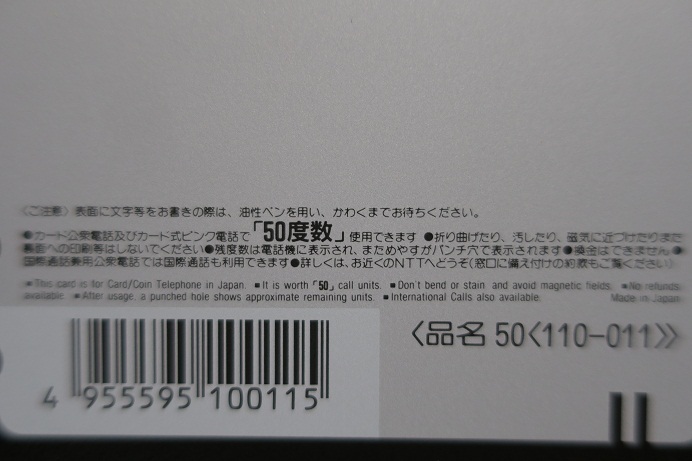 〈ご注意〉表面に文字等をお書きの際は、油性ペンを用い、かわくまでお待ちください。
●カード公衆電話及びカード式ピンク電話で「50度数」使用できます ●折り曲げたり、汚したり、磁気に近づけたりまた
表面への印刷等はしないでください●残度数は電話機に表示され、まためやすがパンチ穴で表示されます●換金はできません●
国際通話兼用公衆電話では国際通話も利用できます●詳しくは、お近くのNTTへどうぞ(窓口に備え付けの約款もご覧ください)
■This card is for Card/Coin Telephone in Japan. ■It is worth「50」call units. ■Don't bend or stain and avoid magnetic fields. ■No refunds
available. ■After usage, a punched hole shows approximate remaining units. ■International Calls also available. Made in Japan
〈品名 50〈110-011〉〉
4 955595 100115